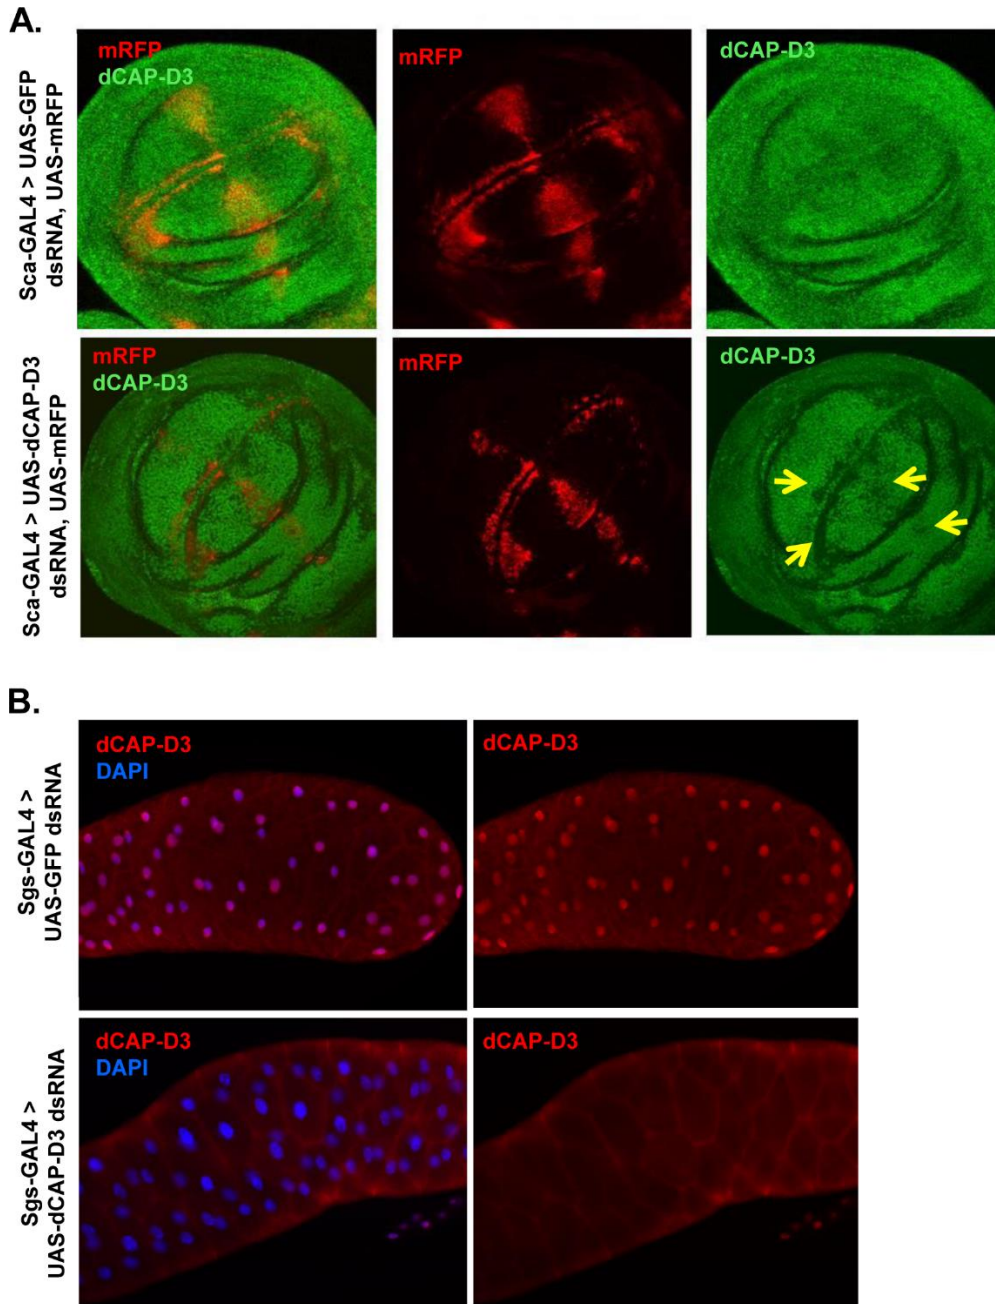 A.
Sca-GAL4 > UAS-GFP
dsRNA, UAS-mRFP
mRFP
dCAP-D3
mRFP
dCAP-D3
Sca-GAL4 > UAS-dCAP-D3
dsRNA, UAS-mRFP
mRFP
dCAP-D3
mRFP
dCAP-D3
B.
Sgs-GAL4 >
UAS-GFP dsRNA
dCAP-D3
DAPI
dCAP-D3
Sgs-GAL4 >
UAS-dCAP-D3 dsRNA
dCAP-D3
DAPI
dCAP-D3